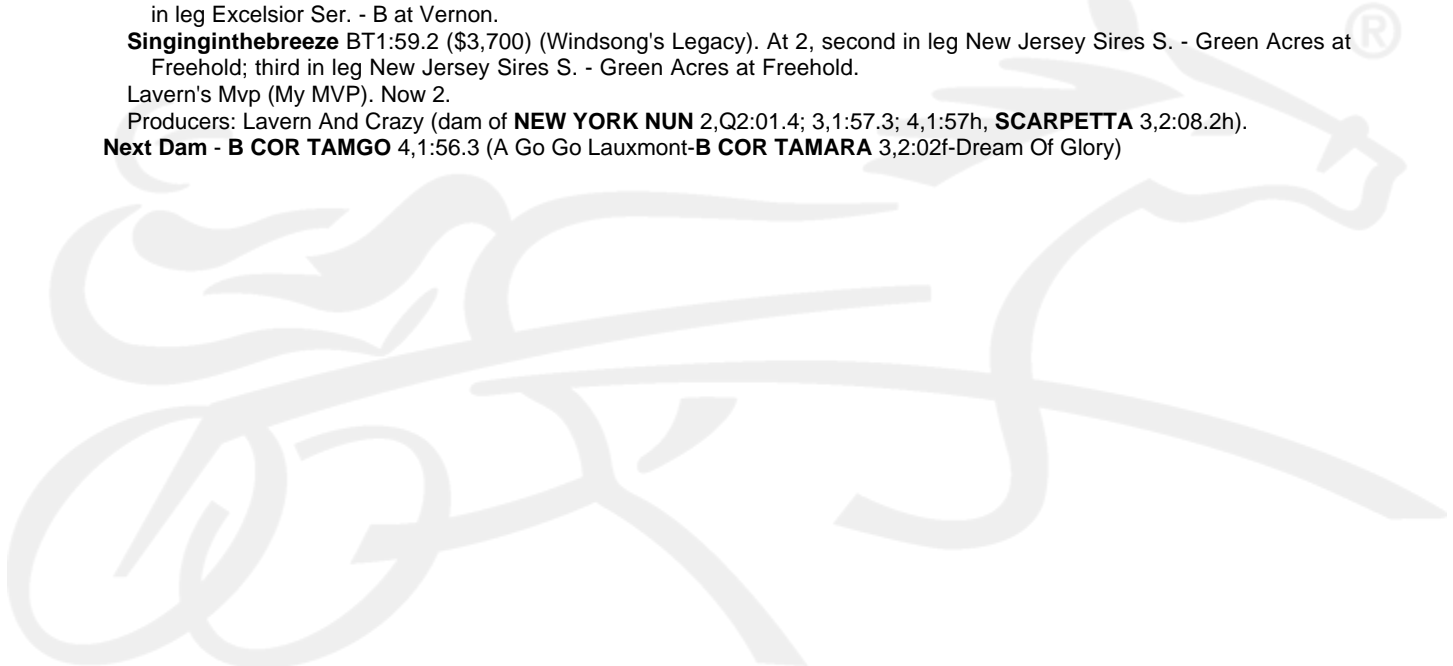 in leg Excelsior Ser. - B at Vernon.
Singinginthebreeze BT1:59.2 ($3,700) (Windsong's Legacy). At 2, second in leg New Jersey Sires S. - Green Acres at
Freehold; third in leg New Jersey Sires S. - Green Acres at Freehold.
Lavern's Mvp (My MVP). Now 2.
Producers: Lavern And Crazy (dam of NEW YORK NUN 2,Q2:01.4; 3,1:57.3; 4,1:57h, SCARPETTA 3,2:08.2h).
Next Dam - B COR TAMGO 4,1:56.3 (A Go Go Lauxmont-B COR TAMARA 3,2:02f-Dream Of Glory)
®